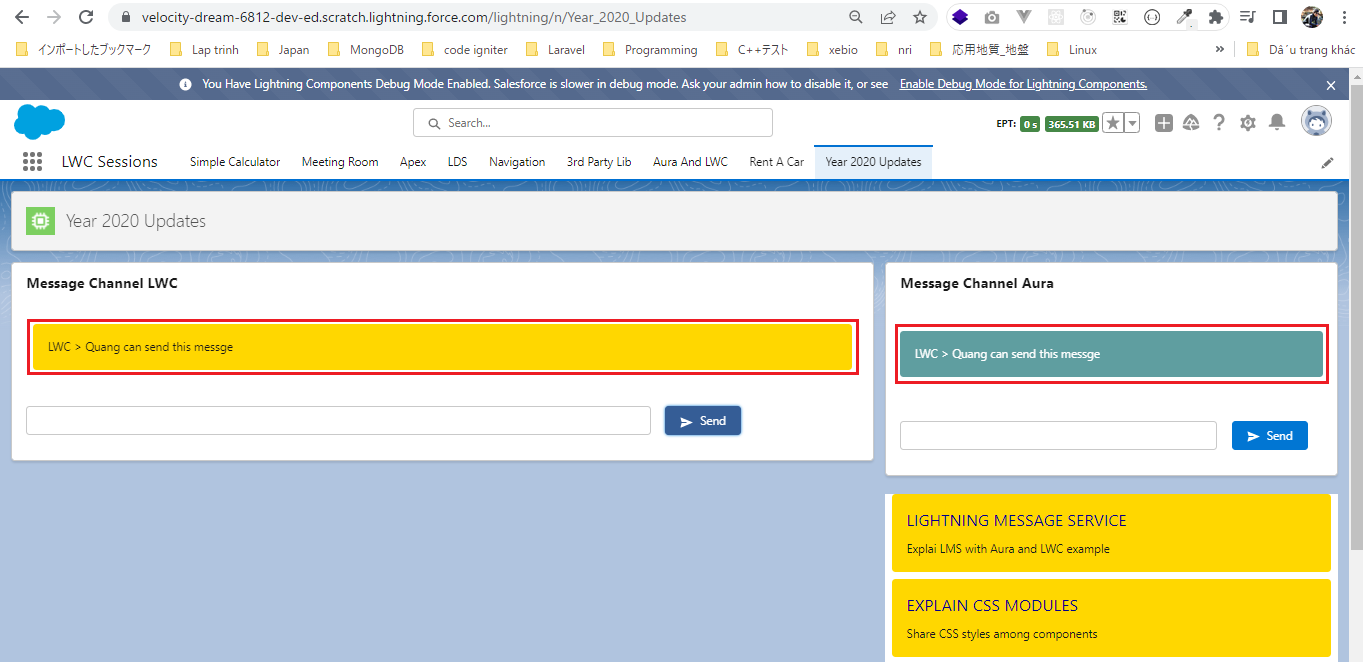 velocity-dream-6812-dev-ed.scratch.lightning.force.com/lightning/n/Year_2020_Updates
インポートしたブックマーク Lap trinh Japan MongoDB code igniter Laravel Programming C++テスト xebio nri 応用地質_地盤 Linux » Dấu trang khác
You Have Lightning Components Debug Mode Enabled. Salesforce is slower in debug mode. Ask your admin how to disable it, or see Enable Debug Mode for Lightning Components.
Search...
EPT: 0 s 365.51 KB
LWC Sessions Simple Calculator Meeting Room Apex LDS Navigation 3rd Party Lib Aura And LWC Rent A Car Year 2020 Updates
Year 2020 Updates
Message Channel LWC
LWC > Quang can send this messge
Send
Message Channel Aura
LWC > Quang can send this messge
Send
LIGHTNING MESSAGE SERVICE
Explai LMS with Aura and LWC example
EXPLAIN CSS MODULES
Share CSS styles among components